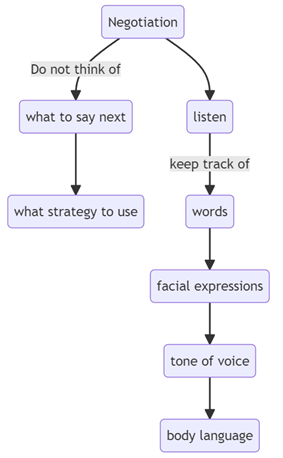 Negotiation
Do not think of
what to say next
listen
keep track of
what strategy to use
words
facial expressions
tone of voice
body language